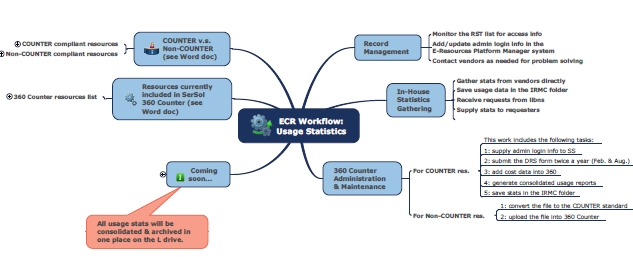 COUNTER compliant resources
Non-COUNTER compliant resources
COUNTER v.s.
Non-COUNTER
(see Word doc)
360 Counter resources list
Resources currently
included in SerSol
360 Counter (see
Word doc)
Coming
soon...
All usage stats will be
consolidated & archived in
one place on the L drive.
ECR Workflow:
Usage Statistics
Record
Management
Monitor the RST list for access info
Add/update admin login info in the
E-Resources Platform Manager system
Contact vendors as needed for problem solving
In-House
Statistics
Gathering
Gather stats from vendors directly
Save usage data in the IRMC folder
Receive requests from libns
Supply stats to requesters
360 Counter
Administration
& Maintenance
For COUNTER res.
This work includes the following tasks:
1: supply admin login info to SS
2: submit the DRS form twice a year (Feb. & Aug.)
3: add cost data into 360
4: generate consolidated usage reports
5: save stats in the IRMC folder
For Non-COUNTER res.
1: convert the file to the COUNTER standard
2: upload the file into 360 Counter